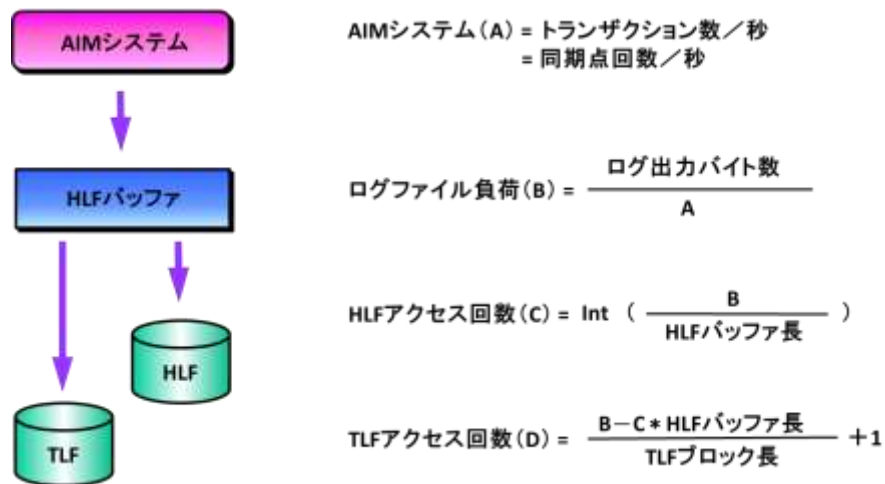 AIMシステム
AIMシステム(A) = トランザクション数/秒
= 同期点回数/秒
HLFバッファ
ログファイル負荷(B) = ログ出力バイト数
A
HLFアクセス回数(C) = Int ( B )
HLFバッファ長
HLF
TLFアクセス回数(D) = B-C*HLFバッファ長 +1
TLFブロック長
TLF